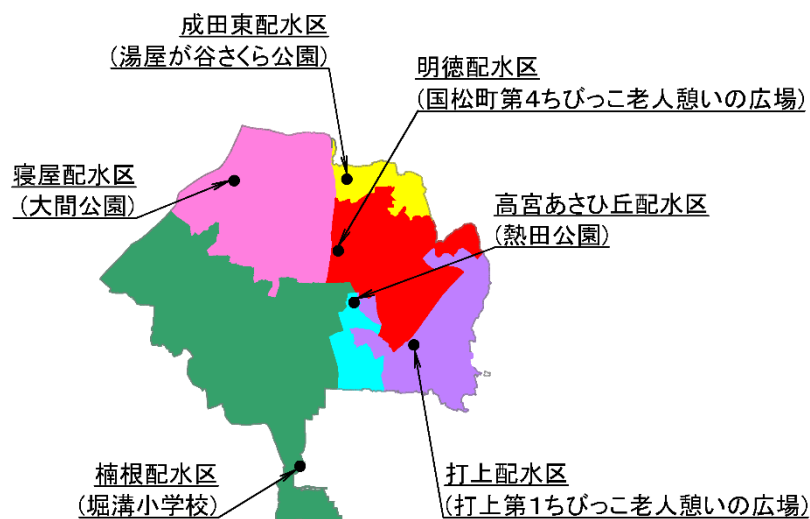 成田東配水区
(湯屋が谷さくら公園)
明徳配水区
(国松町第4ちびっこ老人憩いの広場)
寝屋配水区
(大間公園)
高宮あさひ丘配水区
(熱田公園)
楠根配水区
(堀溝小学校)
打上配水区
(打上第1ちびっこ老人憩いの広場)